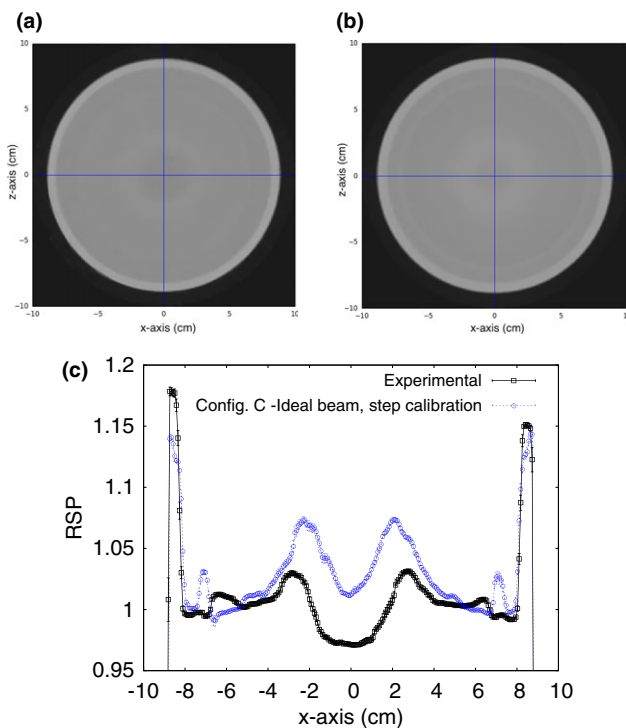 (a)
(b)
10
5
0
−5
−10
−10
−5
0
5
10
z-axis (cm)
x-axis (cm)
10
5
0
−5
−10
−10
−5
0
5
10
z-axis (cm)
x-axis (cm)
(c)
1.2
1.15
1.1
1.05
1
0.95
RSP
Experimental
Config. C -Ideal beam, step calibration
-10 -8 -6 -4 -2 0 2 4 6 8 10
x-axis (cm)